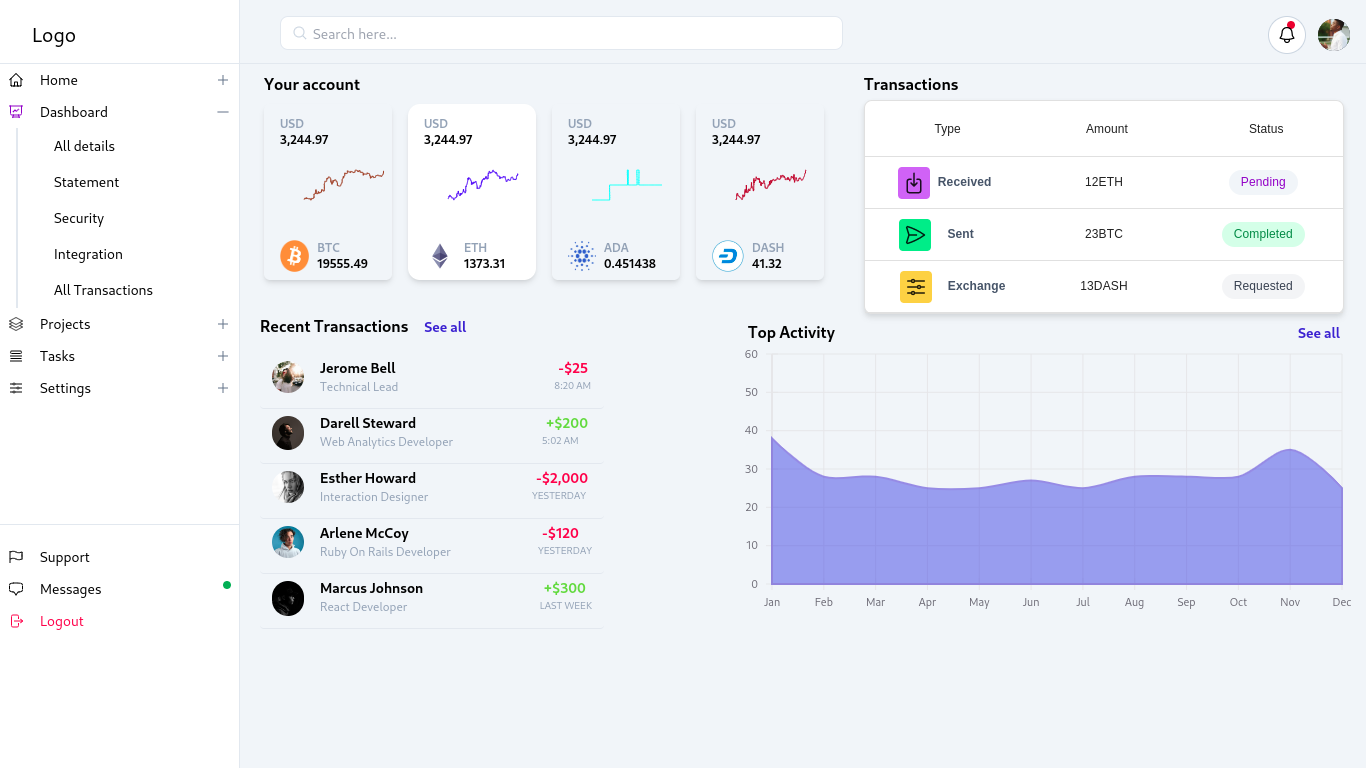 Logo
Search here...
Home
Dashboard
All details
Statement
Security
Integration
All Transactions
Projects
Tasks
Settings
Support
Messages
Logout
Your account
USD
3,244.97
BTC
19555.49
USD
3,244.97
ETH
1373.31
USD
3,244.97
ADA
0.451438
USD
3,244.97
DASH
41.32
Transactions
Type Amount Status
Received 12ETH Pending
Sent 23BTC Completed
Exchange 13DASH Requested
Recent Transactions See all
Jerome Bell -$25
Technical Lead 8:20 AM
Darell Steward +$200
Web Analytics Developer 5:02 AM
Esther Howard -$2,000
Interaction Designer YESTERDAY
Arlene McCoy -$120
Ruby On Rails Developer YESTERDAY
Marcus Johnson +$300
React Developer LAST WEEK
Top Activity See all
60
50
40
30
20
10
0
Jan Feb Mar Apr May Jun Jul Aug Sep Oct Nov Dec